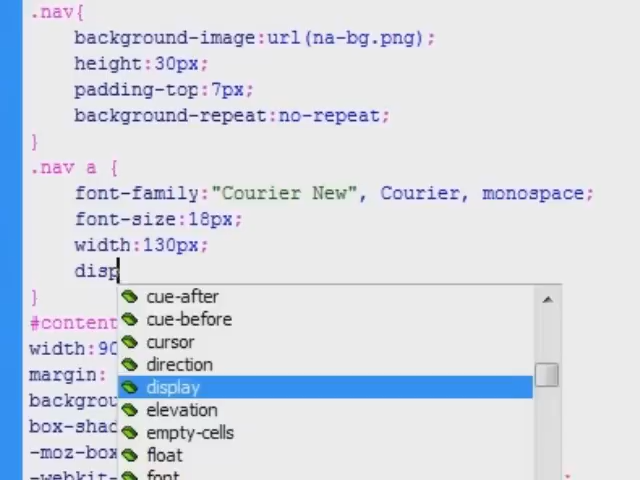 .nav{
background-image:url(na-bg.png);
height:30px;
padding-top:7px;
background-repeat:no-repeat;
}
.nav a {
font-family:"Courier New", Courier, monospace;
font-size:18px;
width:130px;
disp
}
cue-after
cue-before
cursor
direction
display
elevation
empty-cells
float
font
#content
width:90
margin:
backgrou
box-shad
-moz-box
-webkit-